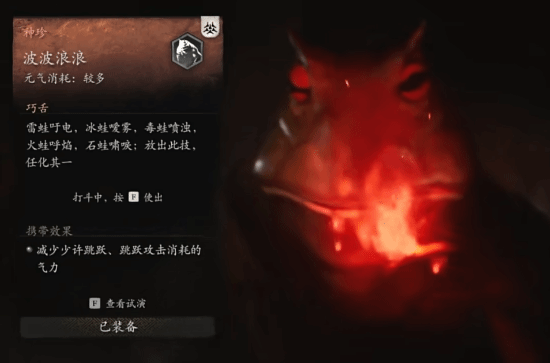 神珍
波波浪浪
元气消耗：较多
巧舌
雷蛙吁电，冰蛙嗳雾，毒蛙喷浊，
火蛙呼焰，石蛙啸吸；放出此技，
任化其一
打斗中，按 F 使出
携带效果
减少少许跳跃、跳跃攻击消耗的
气力
F 查看试演
已装备